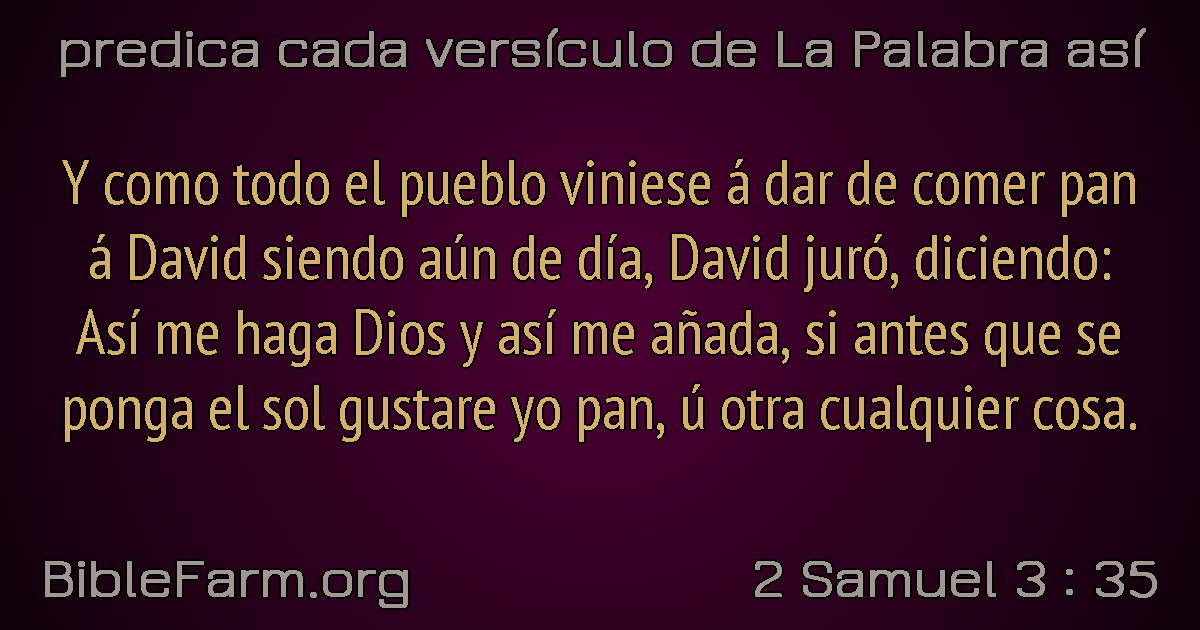 predica cada versículo de La Palabra así
Y como todo el pueblo viniese á dar de comer pan
á David siendo aún de día, David juró, diciendo:
Así me haga Dios y así me añada, si antes que se
ponga el sol gustare yo pan, ú otra cualquier cosa.
BibleFarm.org
2 Samuel 3 : 35